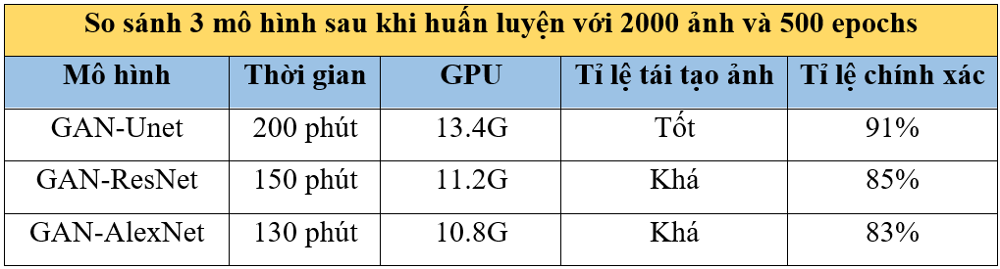 So sánh 3 mô hình sau khi huấn luyện với 2000 ảnh và 500 epochs
Mô hình Thời gian GPU Tỉ lệ tái tạo ảnh Tỉ lệ chính xác
GAN-Unet 200 phút 13.4G Tốt 91%
GAN-ResNet 150 phút 11.2G Khá 85%
GAN-AlexNet 130 phút 10.8G Khá 83%